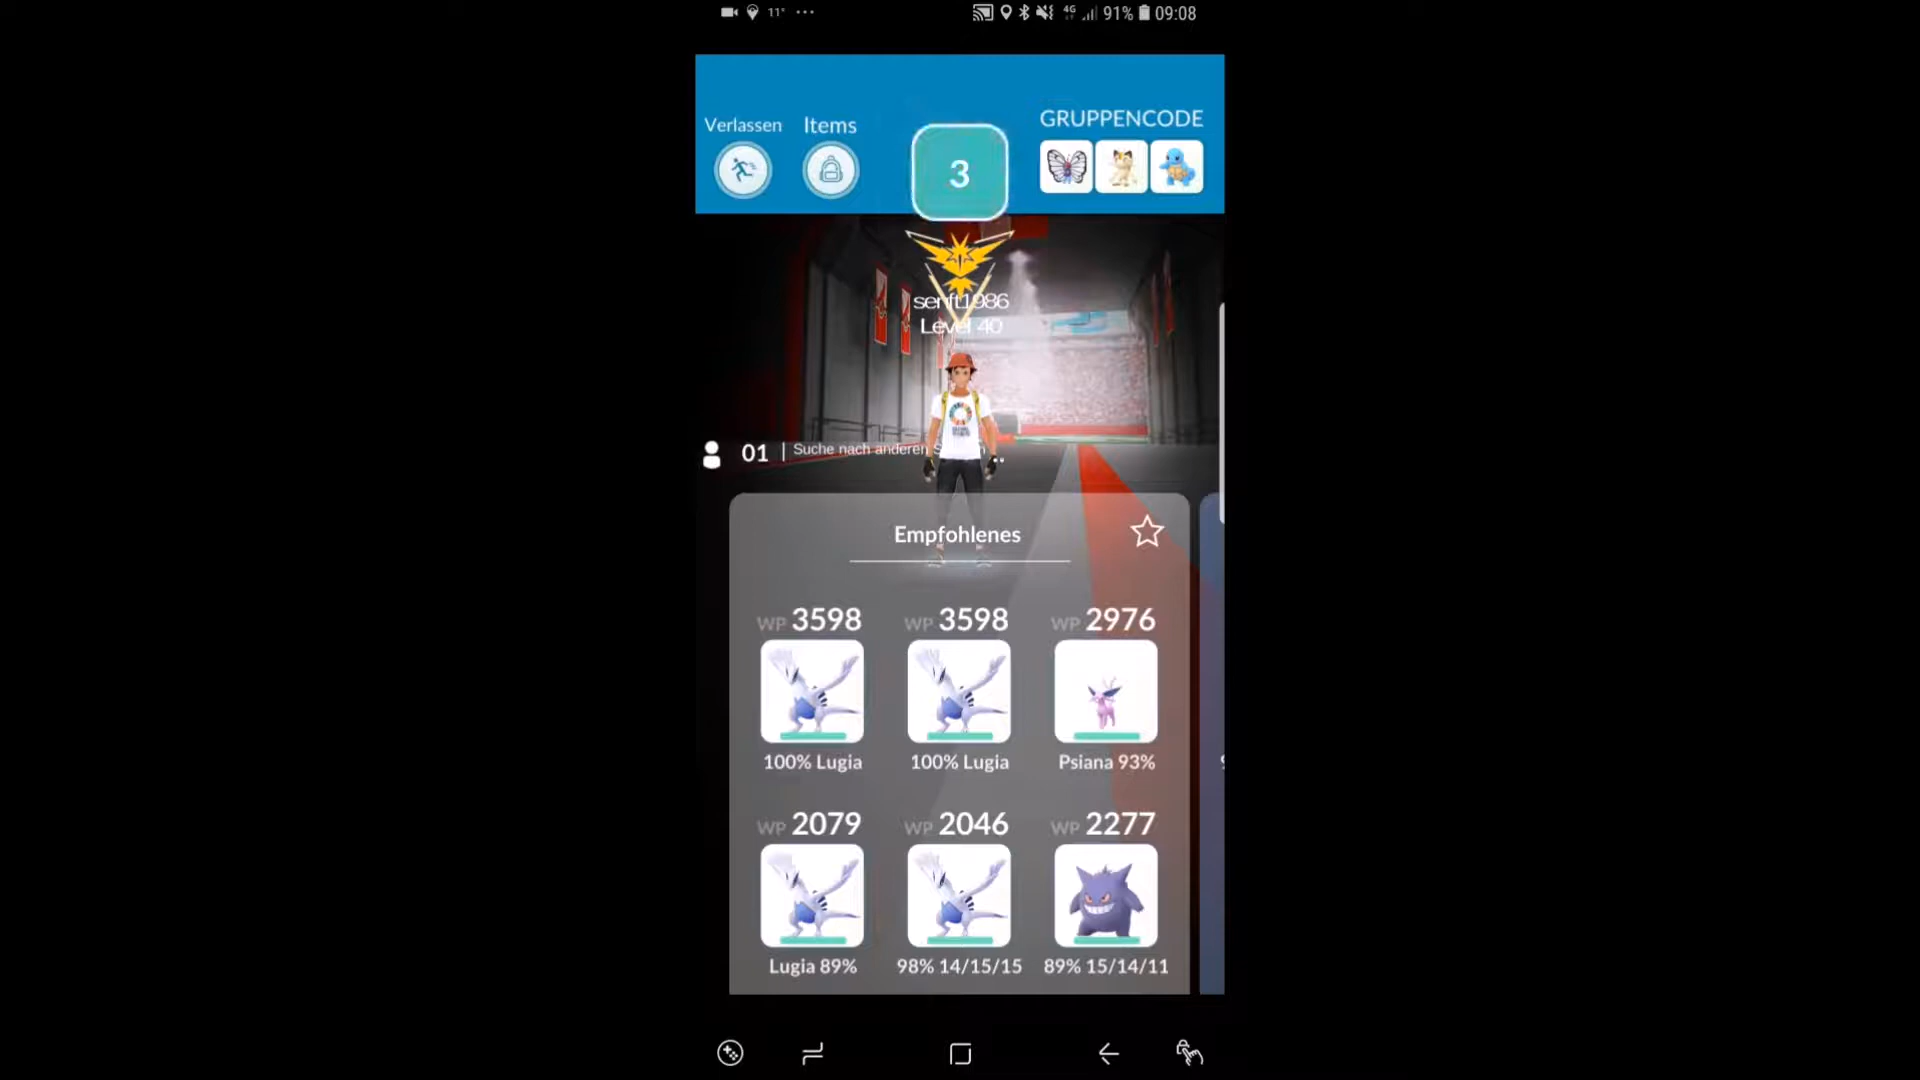 11°
4G 91% 09:08
Verlassen
Items
3
GRUPPENCODE
senft1986
Level 40
01 | Suche nach anderen
Empfohlenes
WP 3598
WP 3598
WP 2976
100% Lugia
100% Lugia
Psiana 93%
WP 2079
WP 2046
WP 2277
Lugia 89%
98% 14/15/15
89% 15/14/11